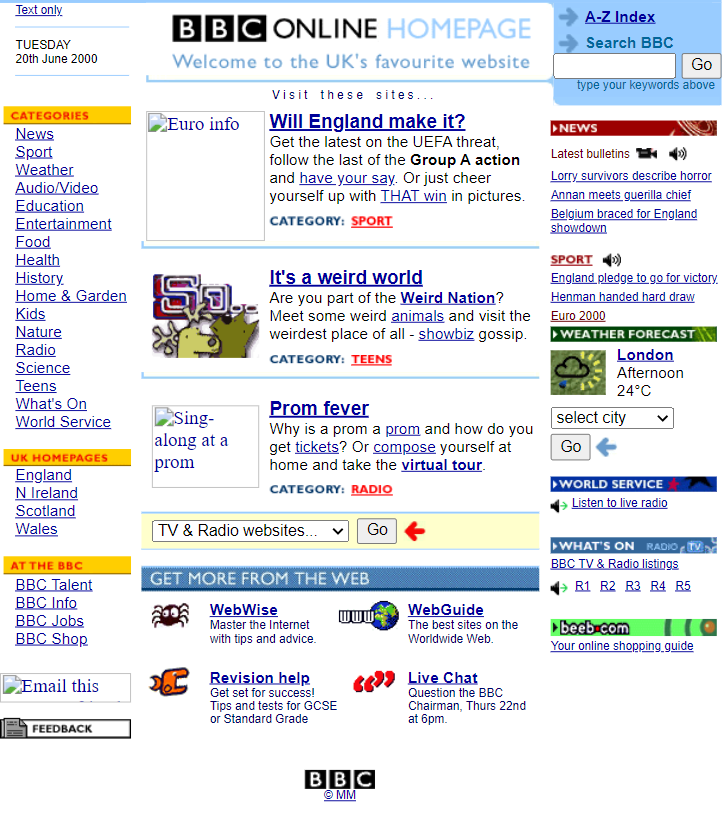 Text only
TUESDAY
20th June 2000
BBC ONLINE HOMEPAGE
Welcome to the UK's favourite website
A-Z Index
Search BBC
Go
type your keywords above
CATEGORIES
News
Sport
Weather
Audio/Video
Education
Entertainment
Food
Health
History
Home & Garden
Kids
Nature
Radio
Science
Teens
What's On
World Service
UK HOMEPAGES
England
N Ireland
Scotland
Wales
AT THE BBC
BBC Talent
BBC Info
BBC Jobs
BBC Shop
Email this
FEEDBACK
Visit these sites...
Euro info
Will England make it?
Get the latest on the UEFA threat,
follow the last of the Group A action
and have your say. Or just cheer
yourself up with THAT win in pictures.
CATEGORY: SPORT
So..
It's a weird world
Are you part of the Weird Nation?
Meet some weird animals and visit the
weirdest place of all - showbiz gossip.
CATEGORY: TEENS
Sing-
along at a
prom
Prom fever
Why is a prom a prom and how do you
get tickets? Or compose yourself at
home and take the virtual tour.
CATEGORY: RADIO
TV & Radio websites...
Go
GET MORE FROM THE WEB
WebWise
Master the Internet
with tips and advice.
www
WebGuide
The best sites on the
Worldwide Web.
Revision help
Get set for success!
Tips and tests for GCSE
or Standard Grade
Live Chat
Question the BBC
Chairman, Thurs 22nd
at 6pm.
BBC
© MM
NEWS
Latest bulletins
Lorry survivors describe horror
Annan meets guerilla chief
Belgium braced for England
showdown
SPORT
England pledge to go for victory
Henman handed hard draw
Euro 2000
WEATHER FORECAST
London
Afternoon
24°C
select city
Go
WORLD SERVICE
Listen to live radio
WHAT'S ON RADIO & TV
BBC TV & Radio listings
R1 R2 R3 R4 R5
beeb.com
Your online shopping guide